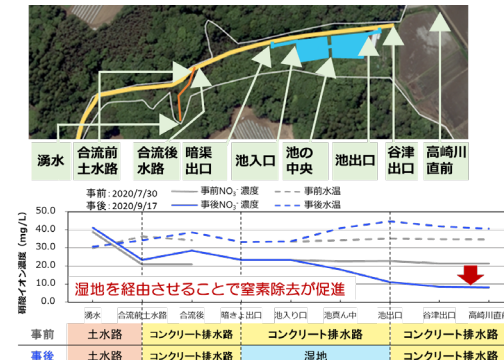 湧水
合流前
土水路
合流後
水路
暗渠
出口
池入口
池の
中央
池出口
谷津
出口
高崎川
直前
事前：2020/7/30
事後：2020/9/17
事前NO₃⁻濃度
事前水温
事後NO₃⁻濃度
事後水温
硝酸イオン濃度（mg/L）
50.0
40.0
30.0
20.0
10.0
0.0
湿地を経由させることで窒素除去が促進
湧水
合流前土水路
合流後
暗きょ出口
池入り口
池真ん中
池出口
谷津出口
高崎川直前
事前
土水路
コンクリート排水路
コンクリート排水路
コンクリート排水路
事後
土水路
コンクリート排水路
湿地
コンクリート排水路